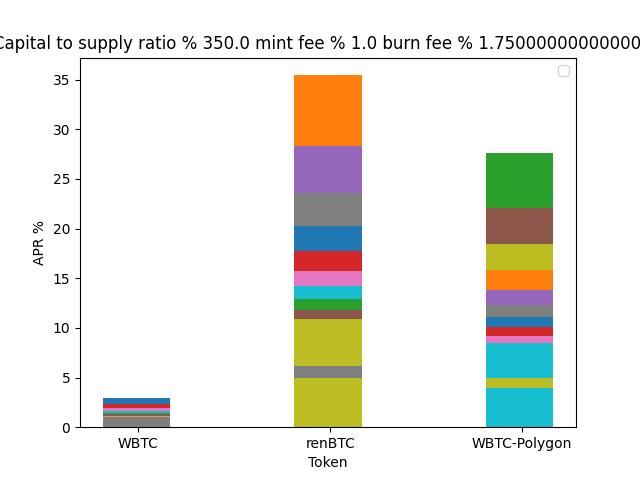 Capital to supply ratio % 350.0 mint fee % 1.0 burn fee % 1.75000000000000
35
30
25
20
15
10
5
0
APR %
WBTC renBTC WBTC-Polygon
Token